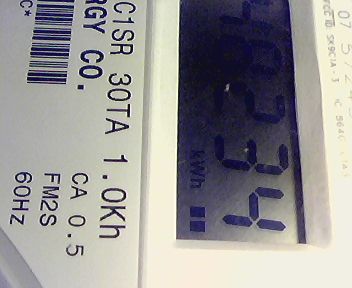 40234
kWh
C1SR 30TA 1.0Kh
RGY CO. CA 0.5
FM2S
C* 60Hz